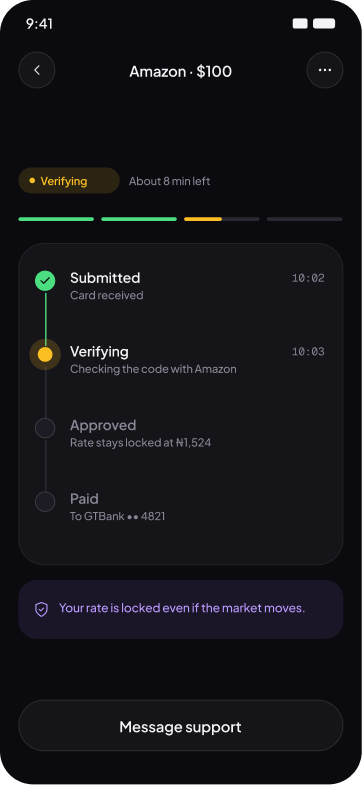 9:41
Amazon · $100
Verifying
About 8 min left
Submitted
10:02
Card received
Verifying
10:03
Checking the code with Amazon
Approved
Rate stays locked at ₦1,524
Paid
To GTBank •• 4821
Your rate is locked even if the market moves.
Message support